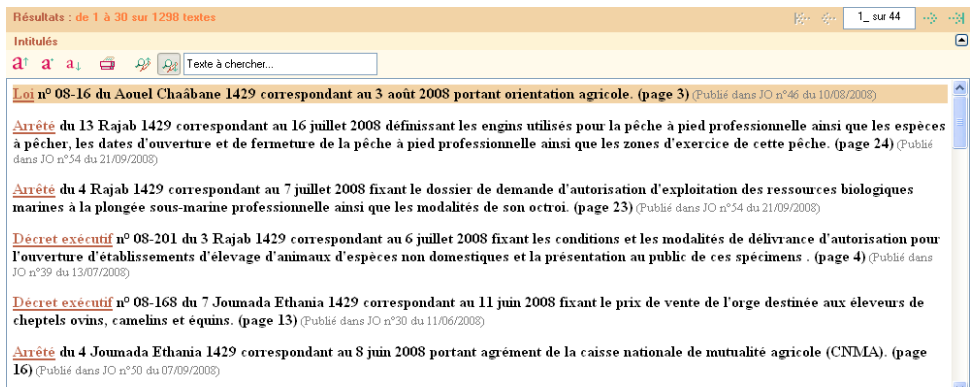 Résultats : de 1 à 30 sur 1298 textes
1_ sur 44
Intitulés
a↑ a• a↓ Texte à chercher...
Loi n° 08-16 du Aouel Chaâbane 1429 correspondant au 3 août 2008 portant orientation agricole. (page 3) (Publié dans JO n°46 du 10/08/2008)
Arrêté du 13 Rajab 1429 correspondant au 16 juillet 2008 définissant les engins utilisés pour la pêche à pied professionnelle ainsi que les espèces
à pêcher, les dates d'ouverture et de fermeture de la pêche à pied professionnelle ainsi que les zones d'exercice de cette pêche. (page 24) (Publié
dans JO n°54 du 21/09/2008)
Arrêté du 4 Rajab 1429 correspondant au 7 juillet 2008 fixant le dossier de demande d'autorisation d'exploitation des ressources biologiques
marines à la plongée sous-marine professionnelle ainsi que les modalités de son octroi. (page 23) (Publié dans JO n°54 du 21/09/2008)
Décret exécutif n° 08-201 du 3 Rajab 1429 correspondant au 6 juillet 2008 fixant les conditions et les modalités de délivrance d'autorisation pour
l'ouverture d'établissements d'élevage d'animaux d'espèces non domestiques et la présentation au public de ces spécimens . (page 4) (Publié dans
JO n°39 du 13/07/2008)
Décret exécutif n° 08-168 du 7 Joumada Ethania 1429 correspondant au 11 juin 2008 fixant le prix de vente de l'orge destinée aux éleveurs de
cheptels ovins, camelins et équins. (page 13) (Publié dans JO n°30 du 11/06/2008)
Arrêté du 4 Joumada Ethania 1429 correspondant au 8 juin 2008 portant agrément de la caisse nationale de mutualité agricole (CNMA). (page
16) (Publié dans JO n°50 du 07/09/2008)